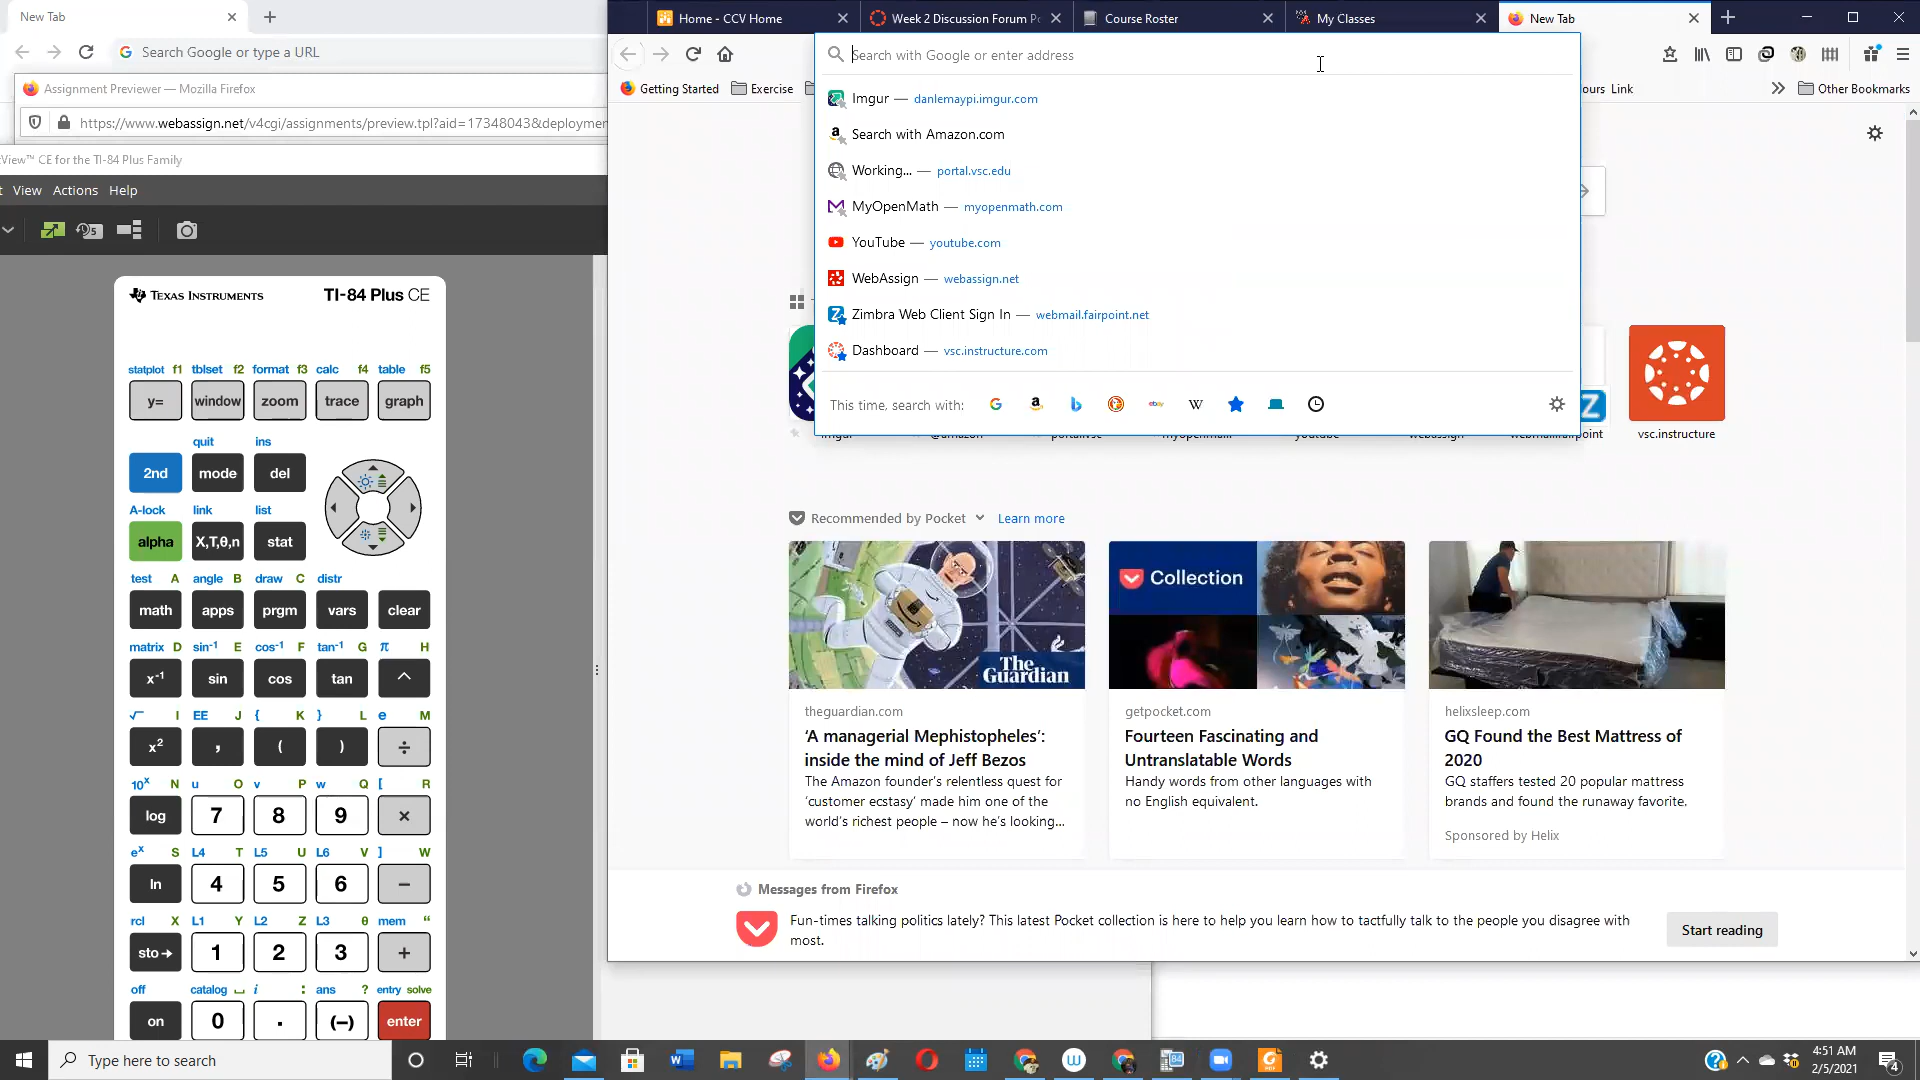 New Tab
Search Google or type a URL
Assignment Previewer — Mozilla Firefox
https://www.webassign.net/v4cgi/assignments/preview.tpl?aid=17348043&deploymen
View™ CE for the TI-84 Plus Family
View Actions Help
TEXAS INSTRUMENTS TI-84 Plus CE
statplot f1 tblset f2 format f3 calc f4 table f5
y= window zoom trace graph
quit ins
2nd mode del
A-lock link list
alpha X,T,θ,n stat
test A angle B draw C distr
math apps prgm vars clear
matrix D sin-1 E cos-1 F tan-1 G π H
x-1 sin cos tan ^
√ I EE J { K } L e M
x2 , ( ) ÷
10x N u O v P w Q [ R
log 7 8 9 ×
ex S L4 T L5 U L6 V ] W
ln 4 5 6 −
rcl X L1 Y L2 Z L3 θ mem “
sto→ 1 2 3 +
off catalog i : ans ? entry solve
on 0 . (−) enter
Home - CCV Home
Week 2 Discussion Forum Po
Course Roster
My Classes
New Tab
Search with Google or enter address
Getting Started
Exercise
ours Link
Other Bookmarks
Imgur — danlemaypi.imgur.com
Search with Amazon.com
Working... — portal.vsc.edu
MyOpenMath — myopenmath.com
YouTube — youtube.com
WebAssign — webassign.net
Zimbra Web Client Sign In — webmail.fairpoint.net
Dashboard — vsc.instructure.com
This time, search with:
vsc.instructure
Recommended by Pocket
Learn more
The Guardian
theguardian.com
‘A managerial Mephistopheles’:
inside the mind of Jeff Bezos
The Amazon founder’s relentless quest for
‘customer ecstasy’ made him one of the
world’s richest people – now he’s looking…
Collection
getpocket.com
Fourteen Fascinating and
Untranslatable Words
Handy words from other languages with
no English equivalent.
helixsleep.com
GQ Found the Best Mattress of
2020
GQ staffers tested 20 popular mattress
brands and found the runaway favorite.
Sponsored by Helix
Messages from Firefox
Fun-times talking politics lately? This latest Pocket collection is here to help you learn how to tactfully talk to the people you disagree with
most.
Start reading
Type here to search
4:51 AM
2/5/2021
4